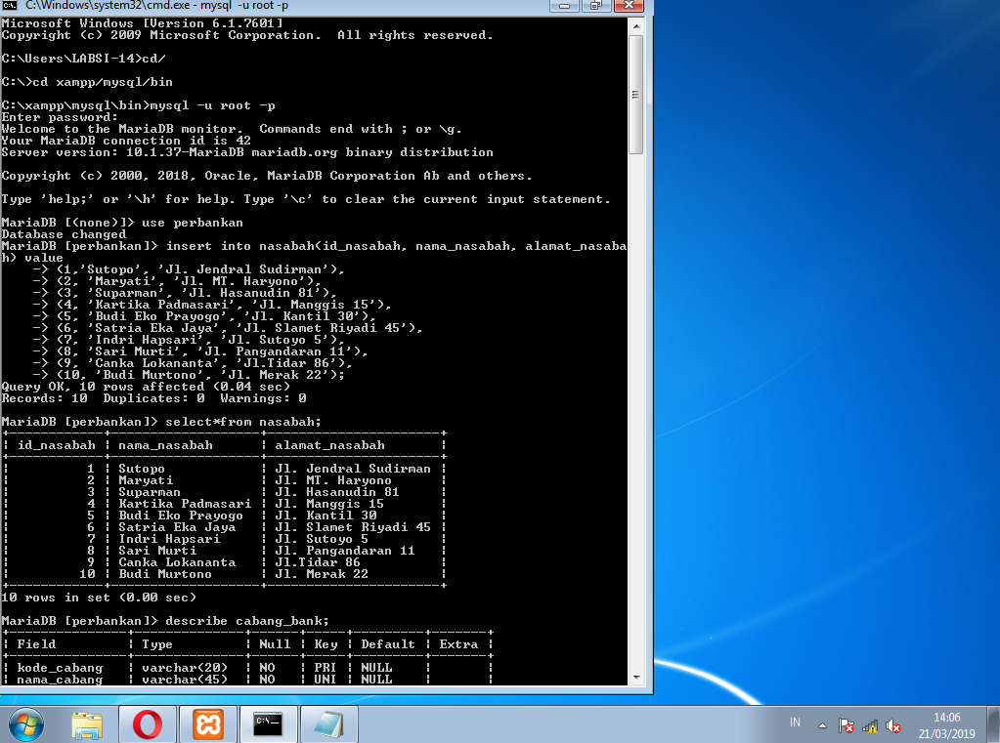 C:\Windows\system32\cmd.exe - mysql -u root -p
Microsoft Windows [Version 6.1.7601]
Copyright (c) 2009 Microsoft Corporation.  All rights reserved.
C:\Users\LABSI-14>cd/
C:\>cd xampp/mysql/bin
C:\xampp\mysql\bin>mysql -u root -p
Enter password:
Welcome to the MariaDB monitor.  Commands end with ; or \g.
Your MariaDB connection id is 42
Server version: 10.1.37-MariaDB mariadb.org binary distribution
Copyright (c) 2000, 2018, Oracle, MariaDB Corporation Ab and others.
Type 'help;' or '\h' for help. Type '\c' to clear the current input statement.
MariaDB [(none)]> use perbankan
Database changed
MariaDB [perbankan]> insert into nasabah(id_nasabah, nama_nasabah, alamat_nasaba
h) value
    -> (1,'Sutopo', 'Jl. Jendral Sudirman'),
    -> (2, 'Maryati', 'Jl. MT. Haryono'),
    -> (3, 'Suparman', 'Jl. Hasanudin 81'),
    -> (4, 'Kartika Padmasari', 'Jl. Manggis 15'),
    -> (5, 'Budi Eko Prayogo', 'Jl. Kantil 30'),
    -> (6, 'Satria Eka Jaya', 'Jl. Slamet Riyadi 45'),
    -> (7, 'Indri Hapsari', 'Jl. Sutoyo 5'),
    -> (8, 'Sari Murti', 'Jl. Pangandaran 11'),
    -> (9, 'Canka Lokananta', 'Jl.Tidar 86'),
    -> (10, 'Budi Murtono', 'Jl. Merak 22');
Query OK, 10 rows affected (0.04 sec)
Records: 10  Duplicates: 0  Warnings: 0
MariaDB [perbankan]> select*from nasabah;
| id_nasabah | nama_nasabah      | alamat_nasabah       |
|          1 | Sutopo            | Jl. Jendral Sudirman |
|          2 | Maryati           | Jl. MT. Haryono      |
|          3 | Suparman          | Jl. Hasanudin 81     |
|          4 | Kartika Padmasari | Jl. Manggis 15       |
|          5 | Budi Eko Prayogo  | Jl. Kantil 30        |
|          6 | Satria Eka Jaya   | Jl. Slamet Riyadi 45 |
|          7 | Indri Hapsari     | Jl. Sutoyo 5         |
|          8 | Sari Murti        | Jl. Pangandaran 11   |
|          9 | Canka Lokananta   | Jl.Tidar 86          |
|         10 | Budi Murtono      | Jl. Merak 22         |
10 rows in set (0.00 sec)
MariaDB [perbankan]> describe cabang_bank;
| Field         | Type         | Null | Key | Default | Extra |
| kode_cabang   | varchar(20)  | NO   | PRI | NULL    |       |
| nama_cabang   | varchar(45)  | NO   | UNI | NULL    |       |
IN
14:06
21/03/2019